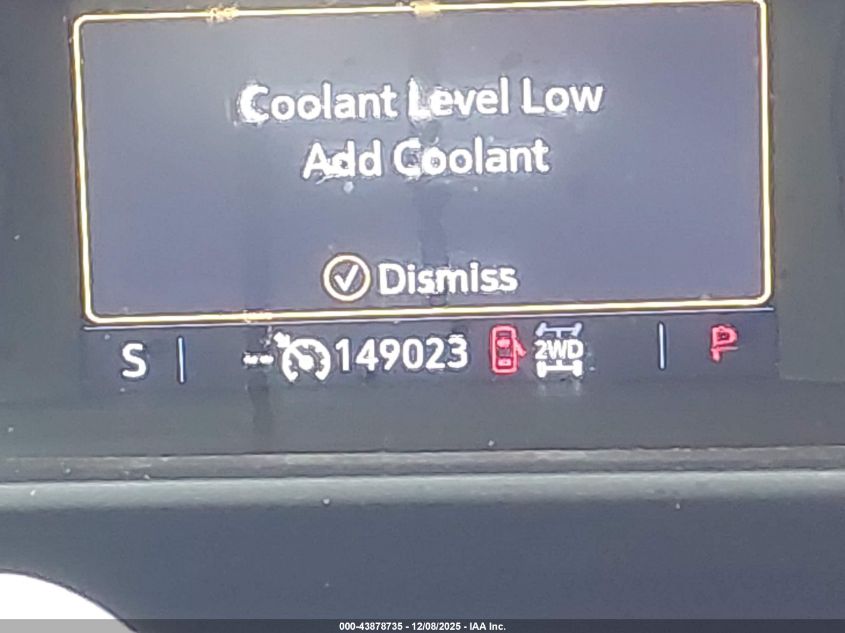 Coolant Level Low
Add Coolant
Dismiss
S -- 149023 2WD P
000-43878735 - 12/08/2025 - IAA Inc.